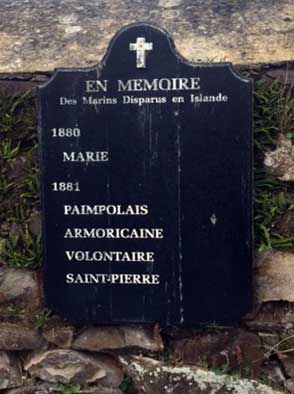 EN MEMOIRE
Des Marins Disparus en Islande
1880
MARIE
1881
PAIMPOLAIS
ARMORICAINE
VOLONTAIRE
SAINT-PIERRE